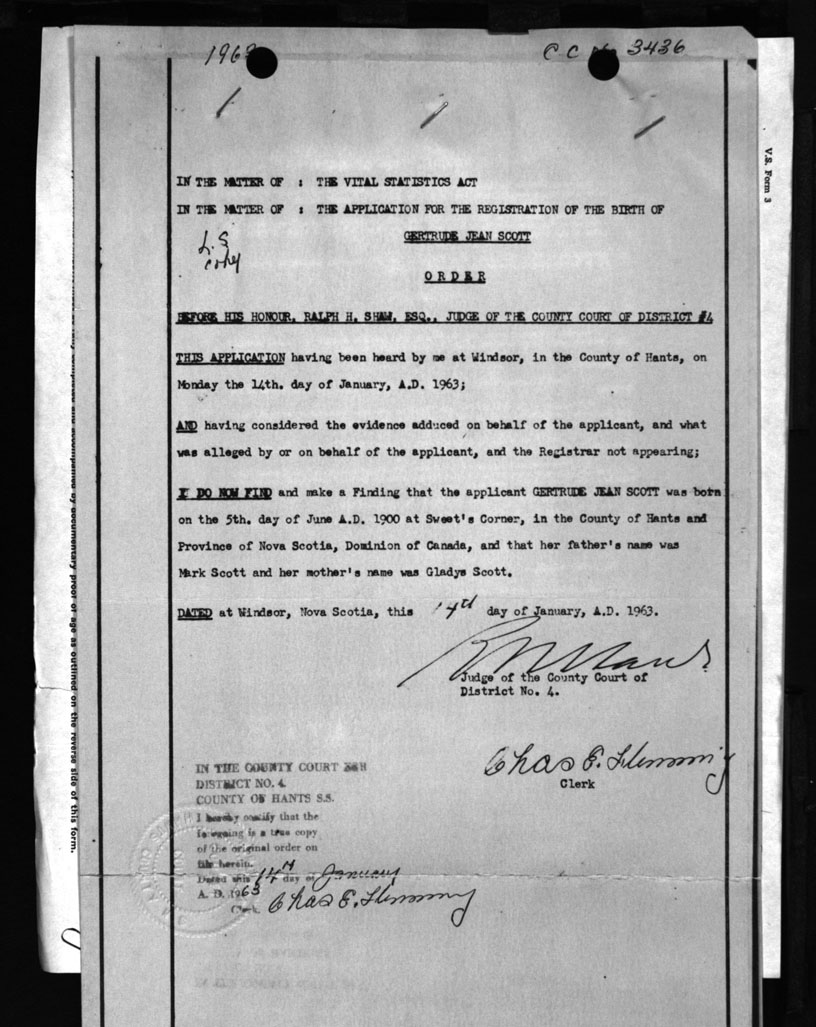 1963 C C No 3436
V.S. Form 3
IN THE MATTER OF : THE VITAL STATISTICS ACT
IN THE MATTER OF : THE APPLICATION FOR THE REGISTRATION OF THE BIRTH OF
GERTRUDE JEAN SCOTT
L.S
copy
ORDER
BEFORE HIS HONOUR, RALPH H. SHAW, ESQ., JUDGE OF THE COUNTY COURT OF DISTRICT #4
THIS APPLICATION having been heard by me at Windsor, in the County of Hants, on
Monday the 14th. day of January, A.D. 1963;
AND having considered the evidence adduced on behalf of the applicant, and what
was alleged by or on behalf of the applicant, and the Registrar not appearing;
I DO NOW FIND and make a Finding that the applicant GERTRUDE JEAN SCOTT was born
on the 5th. day of June A.D. 1900 at Sweet's Corner, in the County of Hants and
Province of Nova Scotia, Dominion of Canada, and that her father's name was
Mark Scott and her mother's name was Gladys Scott.
DATED at Windsor, Nova Scotia, this 14th day of January, A.D. 1963.
Judge of the County Court of
District No. 4.
Chas E. Flemming
Clerk
IN THE COUNTY COURT FOR
DISTRICT NO. 4
COUNTY OF HANTS S.S.
I hereby certify that the
foregoing is a true copy
of the original order on
file herein.
Dated this 14th day of January
A. D. 1963
Clerk. Chas E. Flemming
and accompanied by documentary proof of age as outlined on the reverse side of this form.